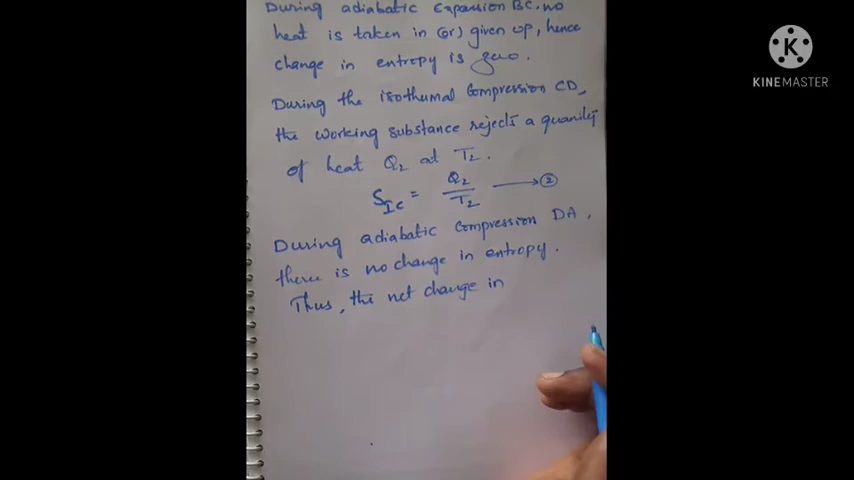 During adiabatic Expansion BC, no
heat is taken in (or) given up, hence
change in entropy is zero.
During the isothermal compression CD,
the working substance rejects a quanity
of heat Q₂ at T₂.
S_IC = Q₂/T₂ ⟶ ②
During adiabatic compression DA,
there is no change in entropy.
Thus, the net change in
K
KINEMASTER